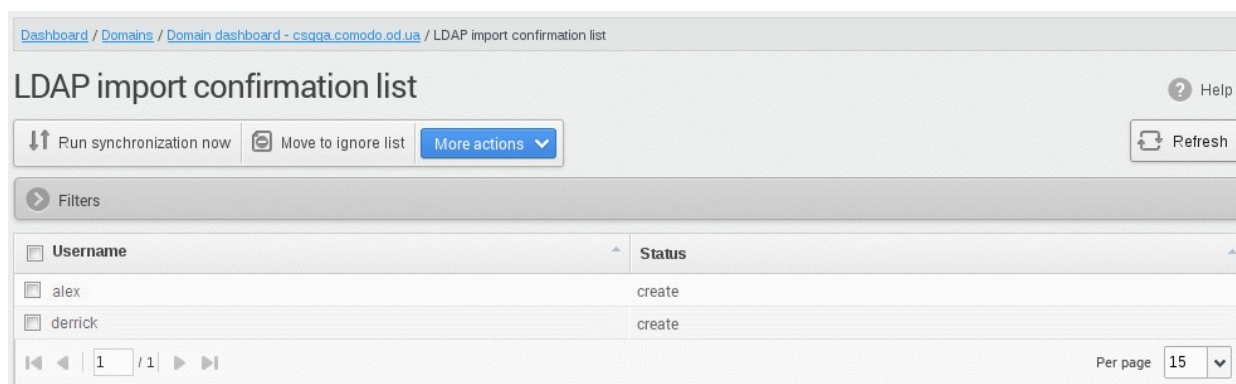 Dashboard / Domains / Domain dashboard - csgqa.comodo.od.ua / LDAP import confirmation list
LDAP import confirmation list
Help
Run synchronization now Move to ignore list More actions Refresh
Filters
Username Status
alex create
derrick create
1 / 1 Per page 15